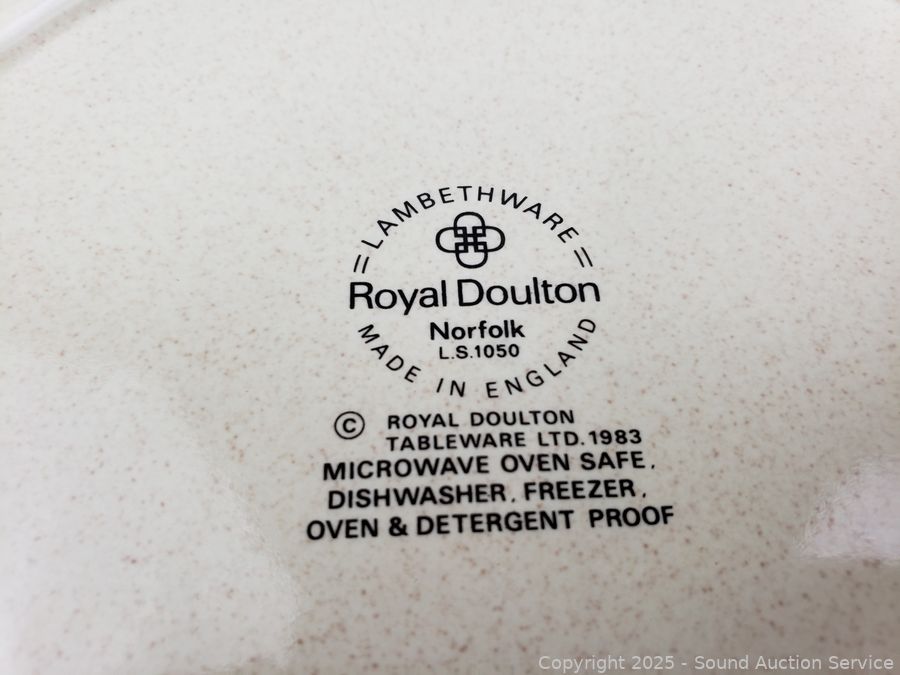 LAMBETHWARE
Royal Doulton
Norfolk
L.S.1050
MADE IN ENGLAND
© ROYAL DOULTON
TABLEWARE LTD. 1983
MICROWAVE OVEN SAFE.
DISHWASHER. FREEZER.
OVEN & DETERGENT PROOF
Copyright 2025 - Sound Auction Service